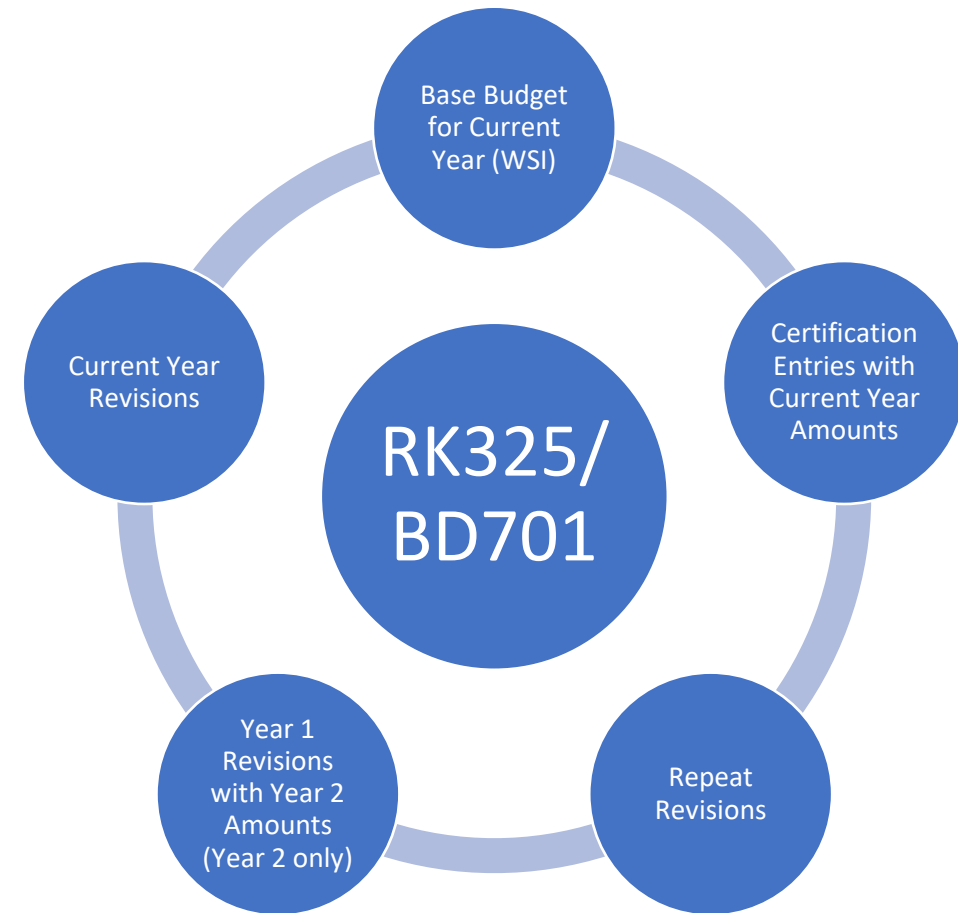 Base Budget
for Current
Year (WSI)
Certification
Entries with
Current Year
Amounts
Repeat
Revisions
Year 1
Revisions
with Year 2
Amounts
(Year 2 only)
Current Year
Revisions
RK325/
BD701